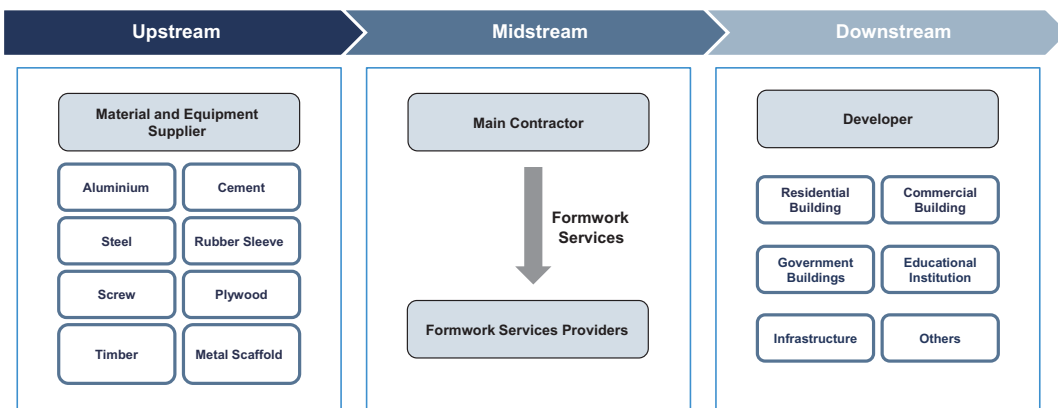 Upstream
Midstream
Downstream
Material and Equipment
Supplier
Aluminium
Cement
Steel
Rubber Sleeve
Screw
Plywood
Timber
Metal Scaffold
Main Contractor
Formwork
Services
Formwork Services Providers
Developer
Residential
Building
Commercial
Building
Government
Buildings
Educational
Institution
Infrastructure
Others